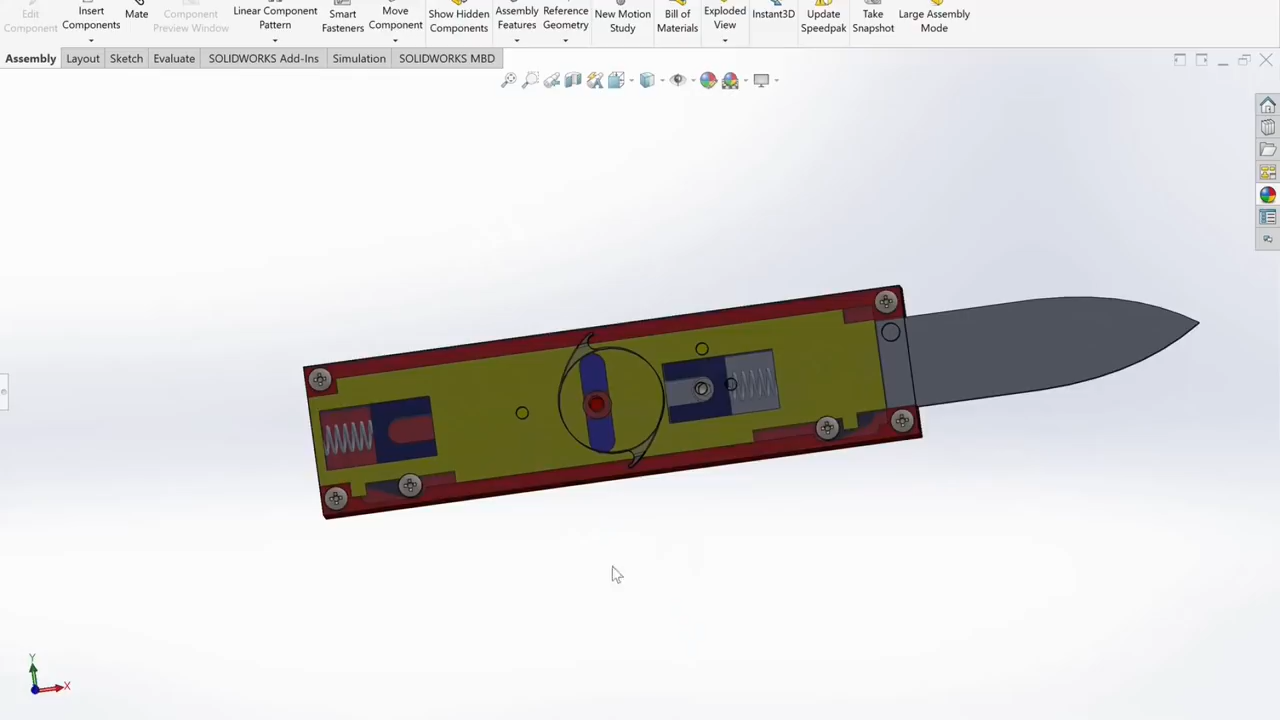 Edit Component
Insert Components
Mate
Component Preview Window
Linear Component Pattern
Smart Fasteners
Move Component
Show Hidden Components
Assembly Features
Reference Geometry
New Motion Study
Bill of Materials
Exploded View
Instant3D
Update Speedpak
Take Snapshot
Large Assembly Mode
Assembly
Layout
Sketch
Evaluate
SOLIDWORKS Add-Ins
Simulation
SOLIDWORKS MBD
Y
X